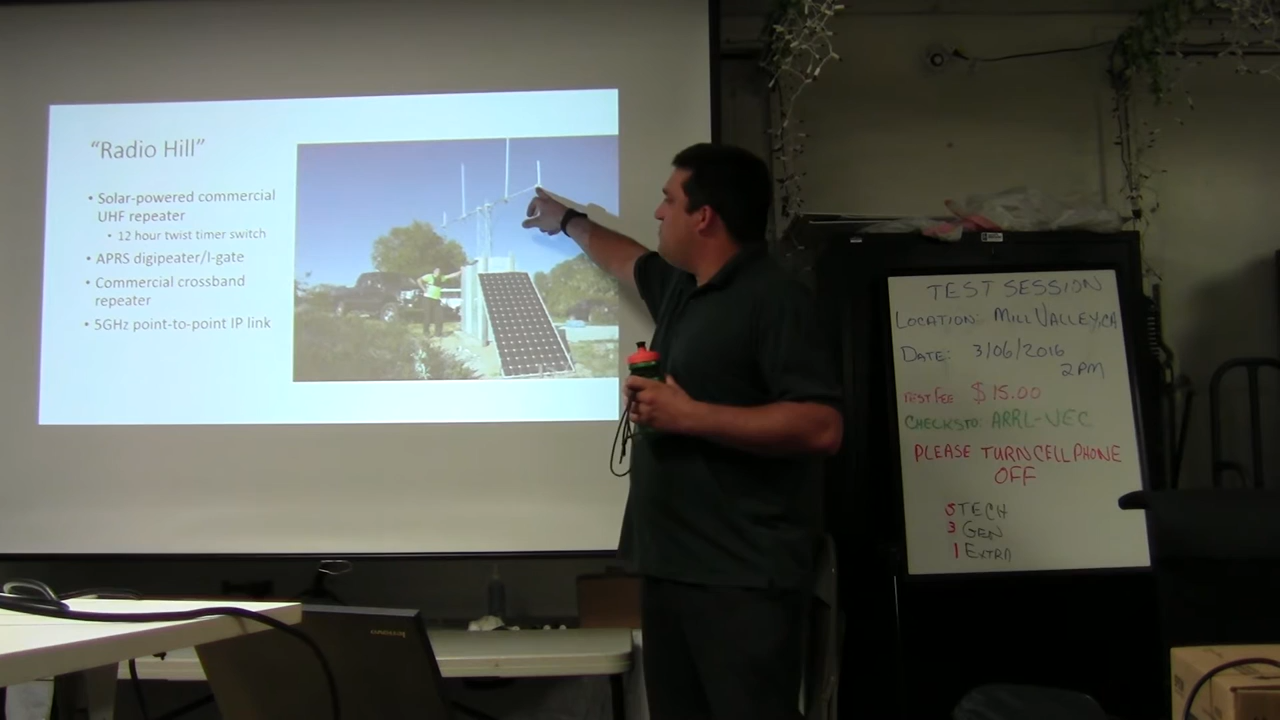 “Radio Hill”
• Solar-powered commercial
UHF repeater
• 12 hour twist timer switch
• APRS digipeater/I-gate
• Commercial crossband
repeater
• 5GHz point-to-point IP link
TEST SESSION
LOCATION: MILL VALLEY, CA
DATE: 3/06/2016
2PM
TEST FEE $15.00
CHECKS TO: ARRL-VEC
PLEASE TURN CELL PHONE
OFF
5 TECH
3 GEN
1 EXTRA
lenovo